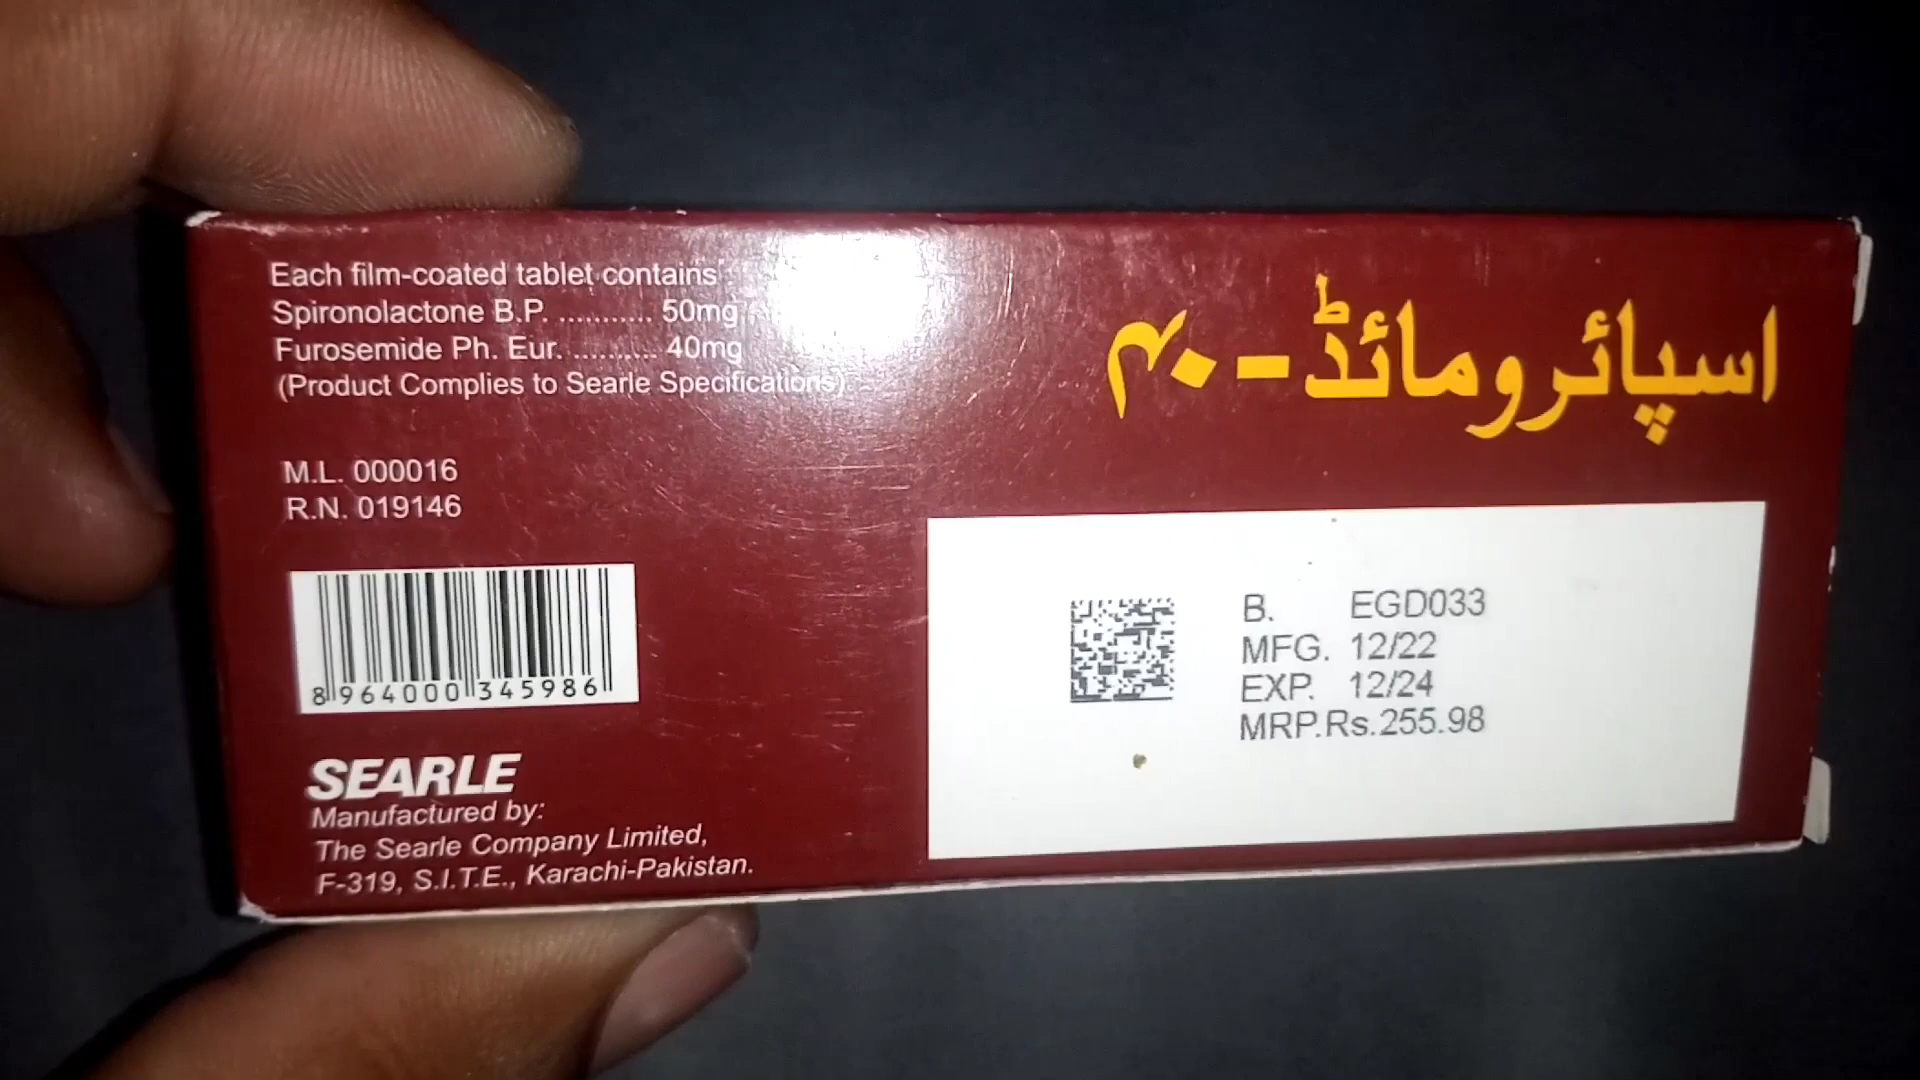 Each film-coated tablet contains
Spironolactone B.P. ........... 50mg
Furosemide Ph. Eur. .......... 40mg
(Product Complies to Searle Specifications)
M.L. 000016
R.N. 019146
8 964000 345986
SEARLE
Manufactured by:
The Searle Company Limited,
F-319, S.I.T.E., Karachi-Pakistan.
اسپائرومائڈ-۴۰
B. EGD033
MFG. 12/22
EXP. 12/24
MRP.Rs.255.98